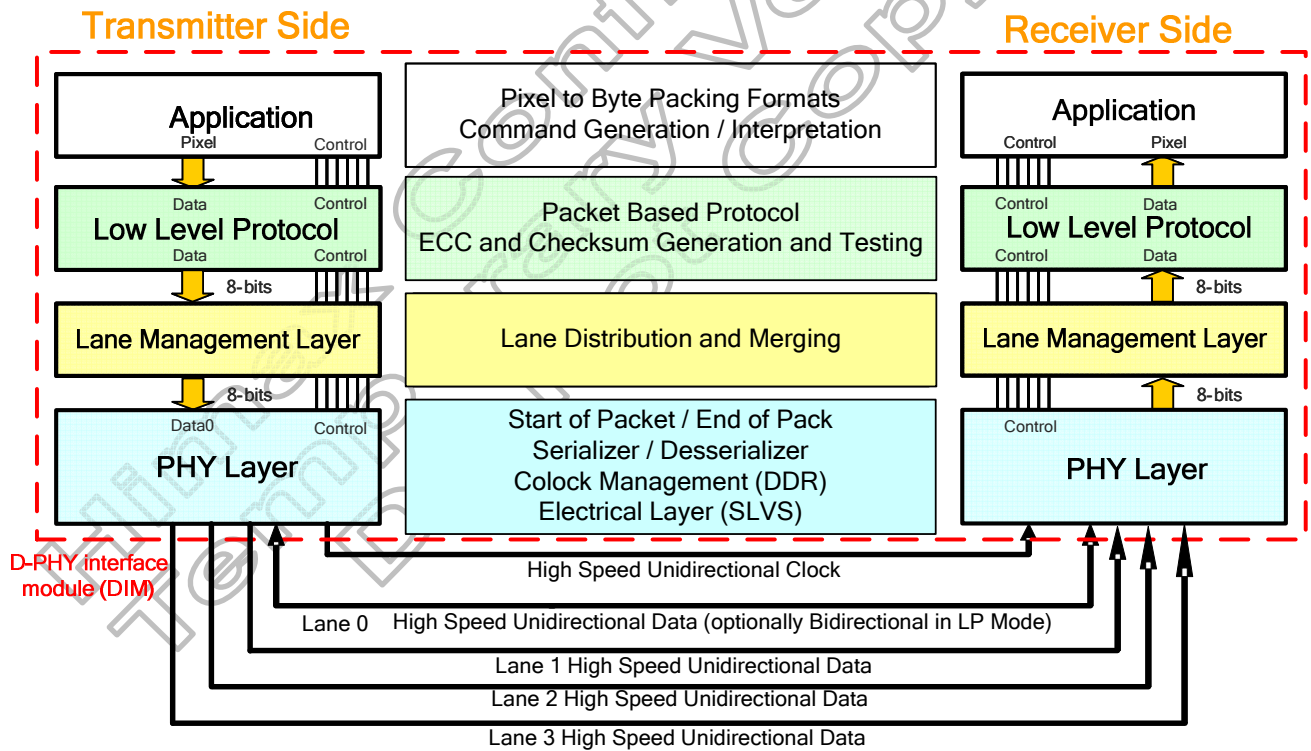 Transmitter Side
Receiver Side
Application
Pixel
Control
Data
Control
Low Level Protocol
Data
Control
8-bits
Lane Management Layer
8-bits
Data0
Control
PHY Layer
Pixel to Byte Packing Formats
Command Generation / Interpretation
Packet Based Protocol
ECC and Checksum Generation and Testing
Lane Distribution and Merging
Start of Packet / End of Pack
Serializer / Desserializer
Colock Management (DDR)
Electrical Layer (SLVS)
Application
Control
Pixel
Control
Data
Low Level Protocol
Control
Data
8-bits
Lane Management Layer
8-bits
Control
PHY Layer
D-PHY interface
module (DIM)
High Speed Unidirectional Clock
Lane 0 High Speed Unidirectional Data (optionally Bidirectional in LP Mode)
Lane 1 High Speed Unidirectional Data
Lane 2 High Speed Unidirectional Data
Lane 3 High Speed Unidirectional Data